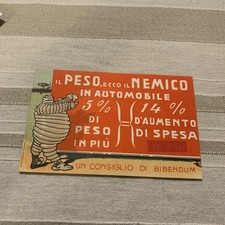 IL PESO, ECCO IL NEMICO
IN AUTOMOBILE
5% 14%
DI D'AUMENTO
PESO DI SPESA
IN PIÙ
UN CONSIGLIO DI BIBENDUM